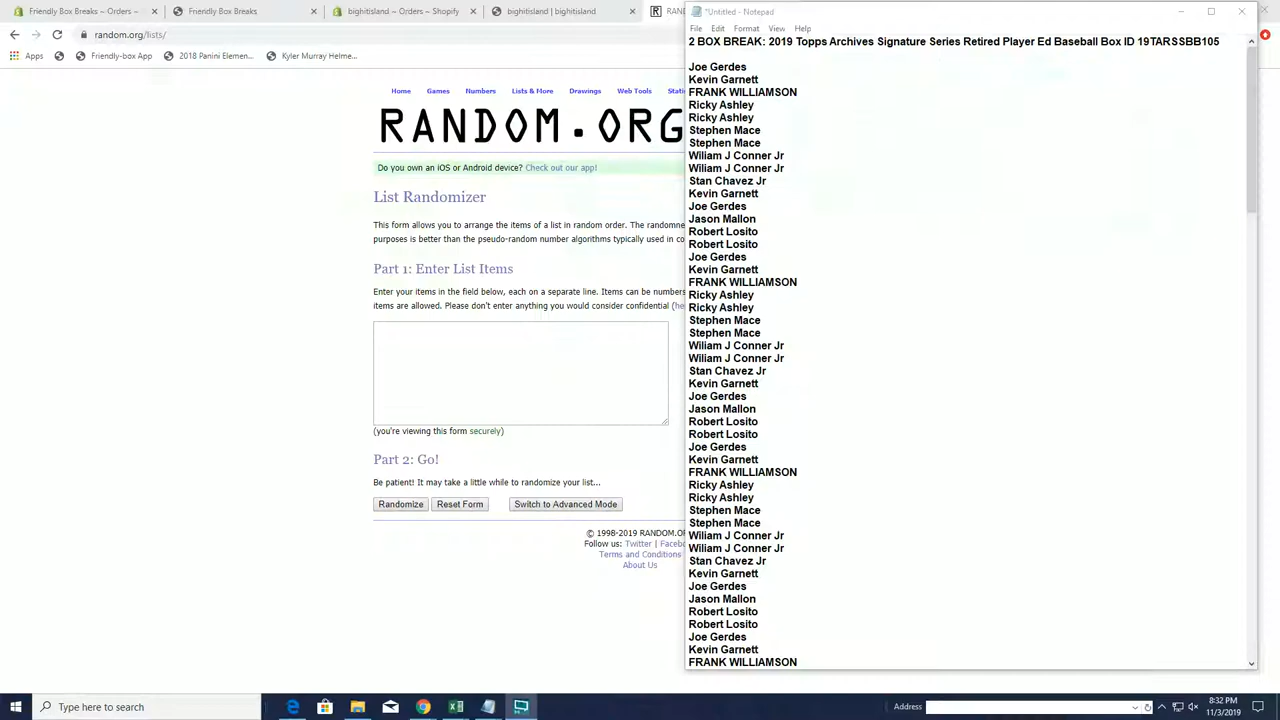 Friendly Box Breaks – Orders –
Friendly Box Breaks
bighitisland ~ Orders ~ Shopify
bighitisland | bighitisland
random.org/lists/
Apps
Friendly-box App
2018 Panini Elemen...
Kyler Murray Helme...
Home Games Numbers Lists & More Drawings Web Tools
RANDOM.ORG
Do you own an iOS or Android device? Check out our app!
List Randomizer
This form allows you to arrange the items of a list in random order. The randomne
purposes is better than the pseudo-random number algorithms typically used in co
Part 1: Enter List Items
Enter your items in the field below, each on a separate line. Items can be numbers
items are allowed. Please don't enter anything you would consider confidential (he
(you're viewing this form securely)
Part 2: Go!
Be patient! It may take a little while to randomize your list...
Randomize Reset Form Switch to Advanced Mode
© 1998-2019 RANDOM.OR
Follow us: Twitter | Facebo
Terms and Conditions
About Us
*Untitled - Notepad
File Edit Format View Help
2 BOX BREAK: 2019 Topps Archives Signature Series Retired Player Ed Baseball Box ID 19TARSSBB105
Joe Gerdes
Kevin Garnett
FRANK WILLIAMSON
Ricky Ashley
Ricky Ashley
Stephen Mace
Stephen Mace
Wiliam J Conner Jr
Wiliam J Conner Jr
Stan Chavez Jr
Kevin Garnett
Joe Gerdes
Jason Mallon
Robert Losito
Robert Losito
Joe Gerdes
Kevin Garnett
FRANK WILLIAMSON
Ricky Ashley
Ricky Ashley
Stephen Mace
Stephen Mace
Wiliam J Conner Jr
Wiliam J Conner Jr
Stan Chavez Jr
Kevin Garnett
Joe Gerdes
Jason Mallon
Robert Losito
Robert Losito
Joe Gerdes
Kevin Garnett
FRANK WILLIAMSON
Ricky Ashley
Ricky Ashley
Stephen Mace
Stephen Mace
Wiliam J Conner Jr
Wiliam J Conner Jr
Stan Chavez Jr
Kevin Garnett
Joe Gerdes
Jason Mallon
Robert Losito
Robert Losito
Joe Gerdes
Kevin Garnett
FRANK WILLIAMSON
Type here to search
Address
8:32 PM
11/3/2019